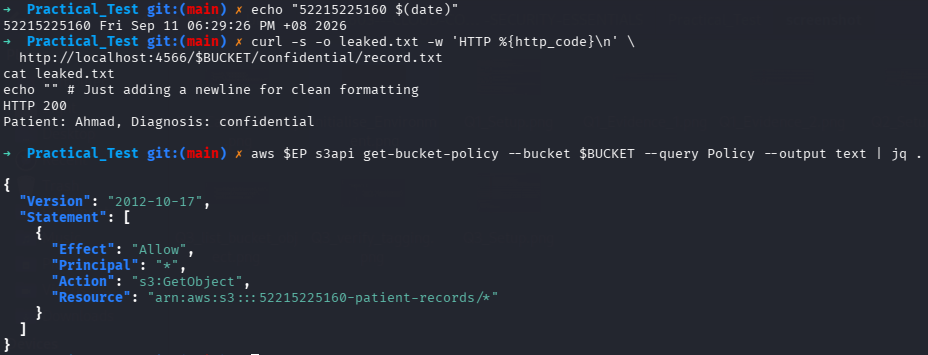 → Practical_Test git:(main) ✗ echo "52215225160 $(date)"
52215225160 Fri Sep 11 06:29:26 PM +08 2026
→ Practical_Test git:(main) ✗ curl -s -o leaked.txt -w 'HTTP %{http_code}\n' \
  http://localhost:4566/$BUCKET/confidential/record.txt
cat leaked.txt
echo "" # Just adding a newline for clean formatting
HTTP 200
Patient: Ahmad, Diagnosis: confidential
→ Practical_Test git:(main) ✗ aws $EP s3api get-bucket-policy --bucket $BUCKET --query Policy --output text | jq .
{
  "Version": "2012-10-17",
  "Statement": [
    {
      "Effect": "Allow",
      "Principal": "*",
      "Action": "s3:GetObject",
      "Resource": "arn:aws:s3:::52215225160-patient-records/*"
    }
  ]
}